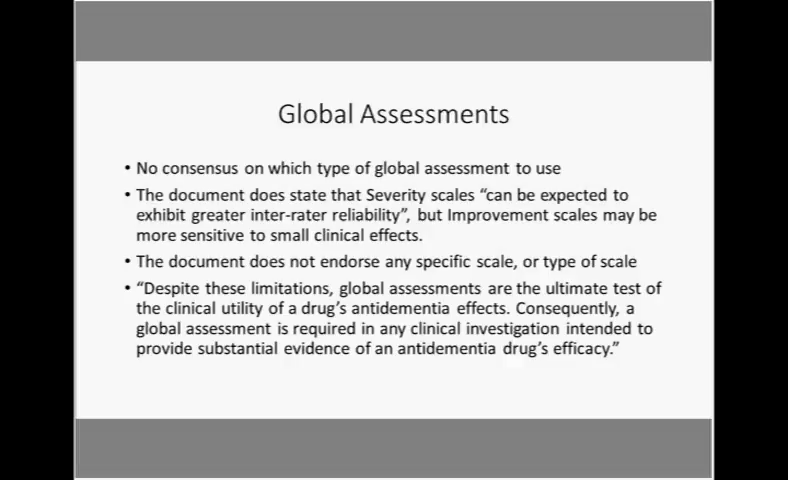 Global Assessments
• No consensus on which type of global assessment to use
• The document does state that Severity scales “can be expected to
exhibit greater inter-rater reliability”, but Improvement scales may be
more sensitive to small clinical effects.
• The document does not endorse any specific scale, or type of scale
• “Despite these limitations, global assessments are the ultimate test of
the clinical utility of a drug’s antidementia effects. Consequently, a
global assessment is required in any clinical investigation intended to
provide substantial evidence of an antidementia drug’s efficacy.”